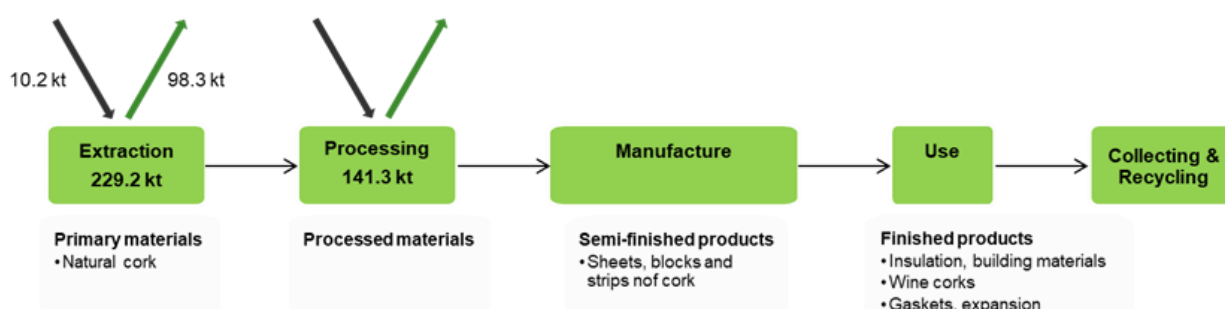 10.2 kt
98.3 kt
Extraction
229.2 kt
Processing
141.3 kt
Manufacture
Use
Collecting &
Recycling
Primary materials
•Natural cork
Processed materials
Semi-finished products
•Sheets, blocks and
strips nof cork
Finished products
•Insulation, building materials
•Wine corks
•Gaskets, expansion